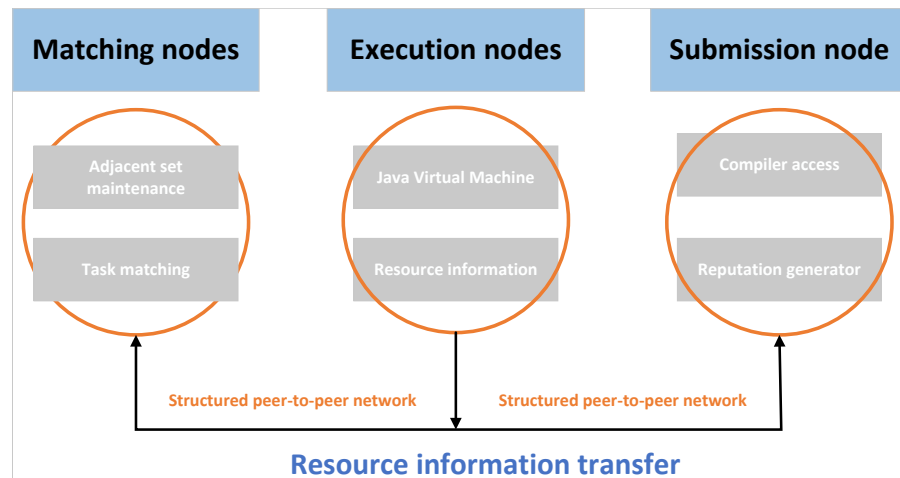 Matching nodes
Execution nodes
Submission node
Adjacent set
maintenance
Task matching
Java Virtual Machine
Resource information
Compiler access
Reputation generator
Structured peer-to-peer network
Structured peer-to-peer network
Resource information transfer